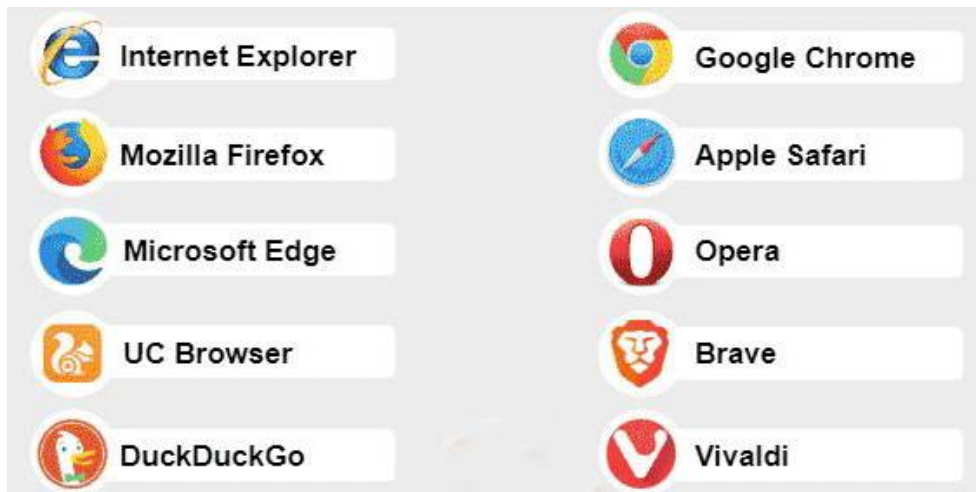 Internet Explorer
Google Chrome
Mozilla Firefox
Apple Safari
Microsoft Edge
Opera
UC Browser
Brave
DuckDuckGo
Vivaldi